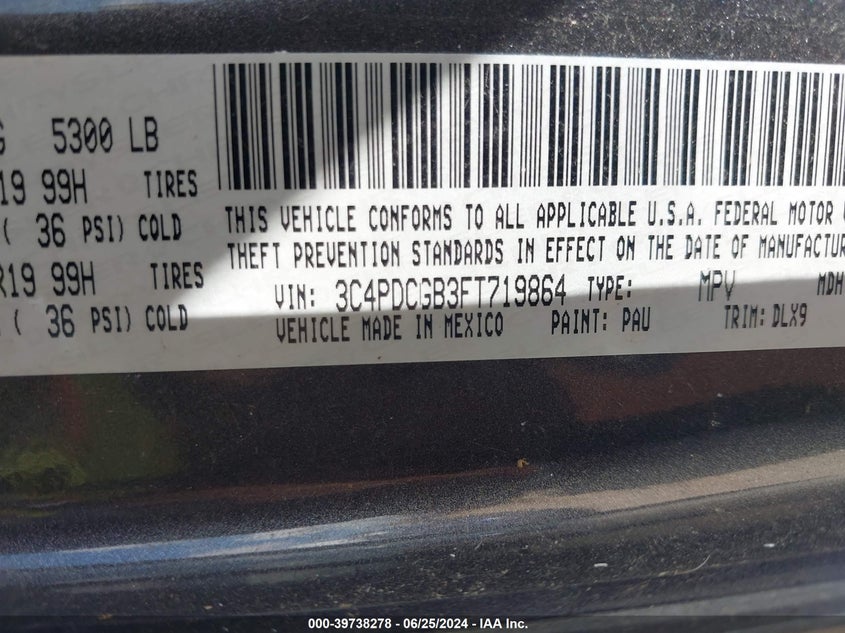 5300 LB
19 99H TIRES
( 36 PSI) COLD
R19 99H TIRES
( 36 PSI) COLD
THIS VEHICLE CONFORMS TO ALL APPLICABLE U.S.A. FEDERAL MOTOR
THEFT PREVENTION STANDARDS IN EFFECT ON THE DATE OF MANUFACTUR
VIN: 3C4PDCGB3FT719864 TYPE: MPV MDH
VEHICLE MADE IN MEXICO PAINT: PAU TRIM: DLX9
000-39738278 - 06/25/2024 - IAA Inc.